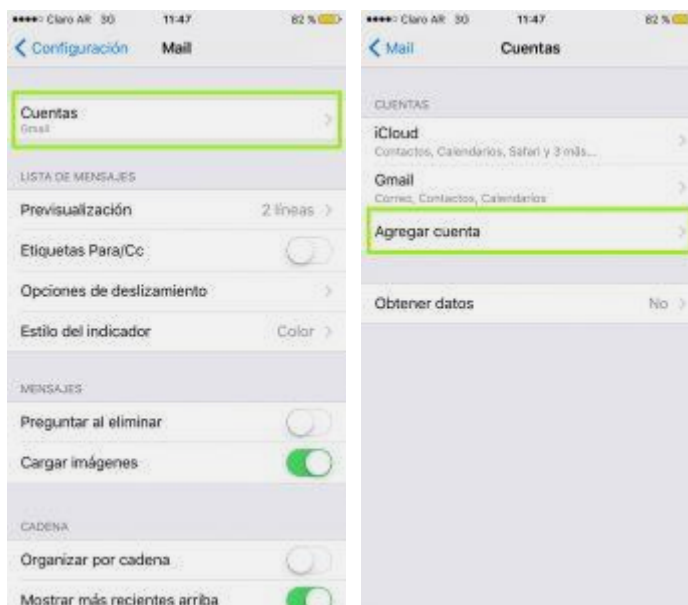 Claro AR 3G 11:47 82 %
Configuración Mail
Cuentas
Gmail
LISTA DE MENSAJES
Previsualización 2 líneas
Etiquetas Para/Cc
Opciones de deslizamiento
Estilo del indicador Color
MENSAJES
Preguntar al eliminar
Cargar imágenes
CADENA
Organizar por cadena
Mostrar más recientes arriba
Claro AR 3G 11:47 82 %
Mail Cuentas
CUENTAS
iCloud
Contactos, Calendarios, Safari y 3 más...
Gmail
Correo, Contactos, Calendarios
Agregar cuenta
Obtener datos No